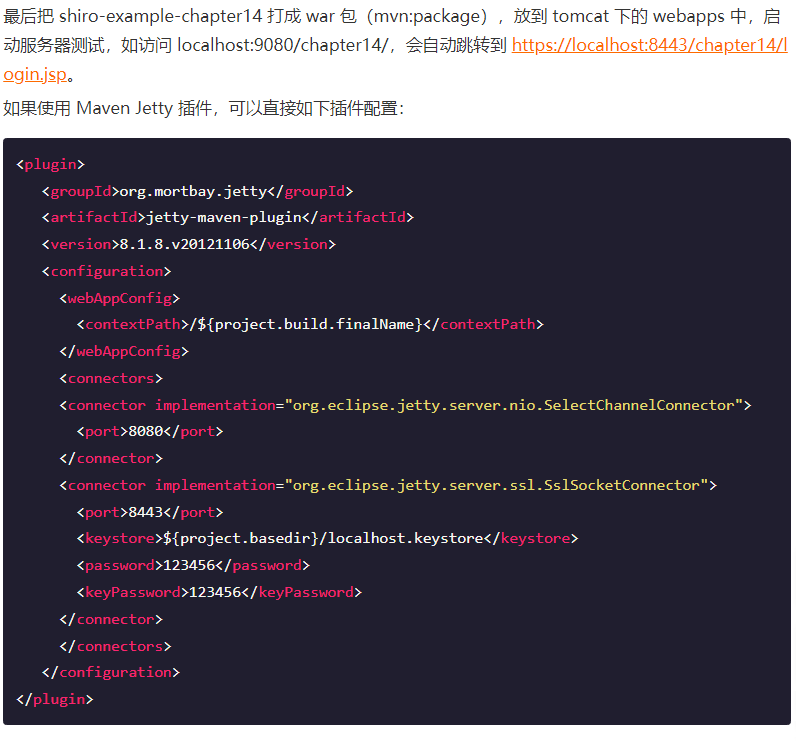 最后把 shiro-example-chapter14 打成 war 包（mvn:package），放到 tomcat 下的 webapps 中，启
动服务器测试，如访问 localhost:9080/chapter14/，会自动跳转到 https://localhost:8443/chapter14/l
ogin.jsp。
如果使用 Maven Jetty 插件，可以直接如下插件配置：
<plugin>
   <groupId>org.mortbay.jetty</groupId>
   <artifactId>jetty-maven-plugin</artifactId>
   <version>8.1.8.v20121106</version>
   <configuration>
     <webAppConfig>
       <contextPath>/${project.build.finalName}</contextPath>
     </webAppConfig>
     <connectors>
     <connector implementation="org.eclipse.jetty.server.nio.SelectChannelConnector">
       <port>8080</port>
     </connector>
     <connector implementation="org.eclipse.jetty.server.ssl.SslSocketConnector">
       <port>8443</port>
       <keystore>${project.basedir}/localhost.keystore</keystore>
       <password>123456</password>
       <keyPassword>123456</keyPassword>
     </connector>
     </connectors>
   </configuration>
</plugin>